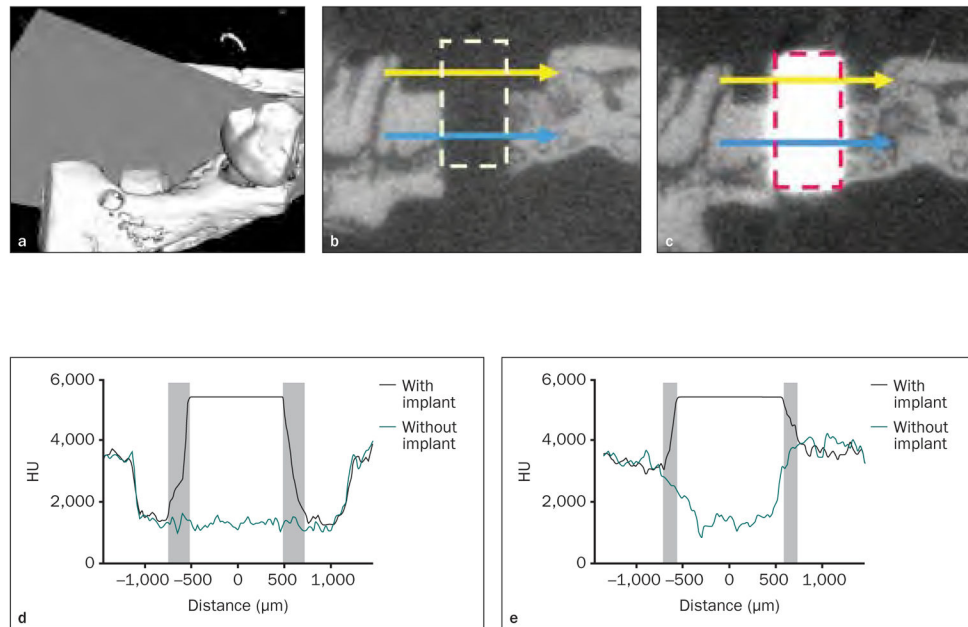 a
b
c
6,000
4,000
2,000
0
HU
−1,000 −500 0 500 1,000
Distance (µm)
With
implant
Without
implant
d
6,000
4,000
2,000
0
HU
−1,000 −500 0 500 1,000
Distance (µm)
With
implant
Without
implant
e